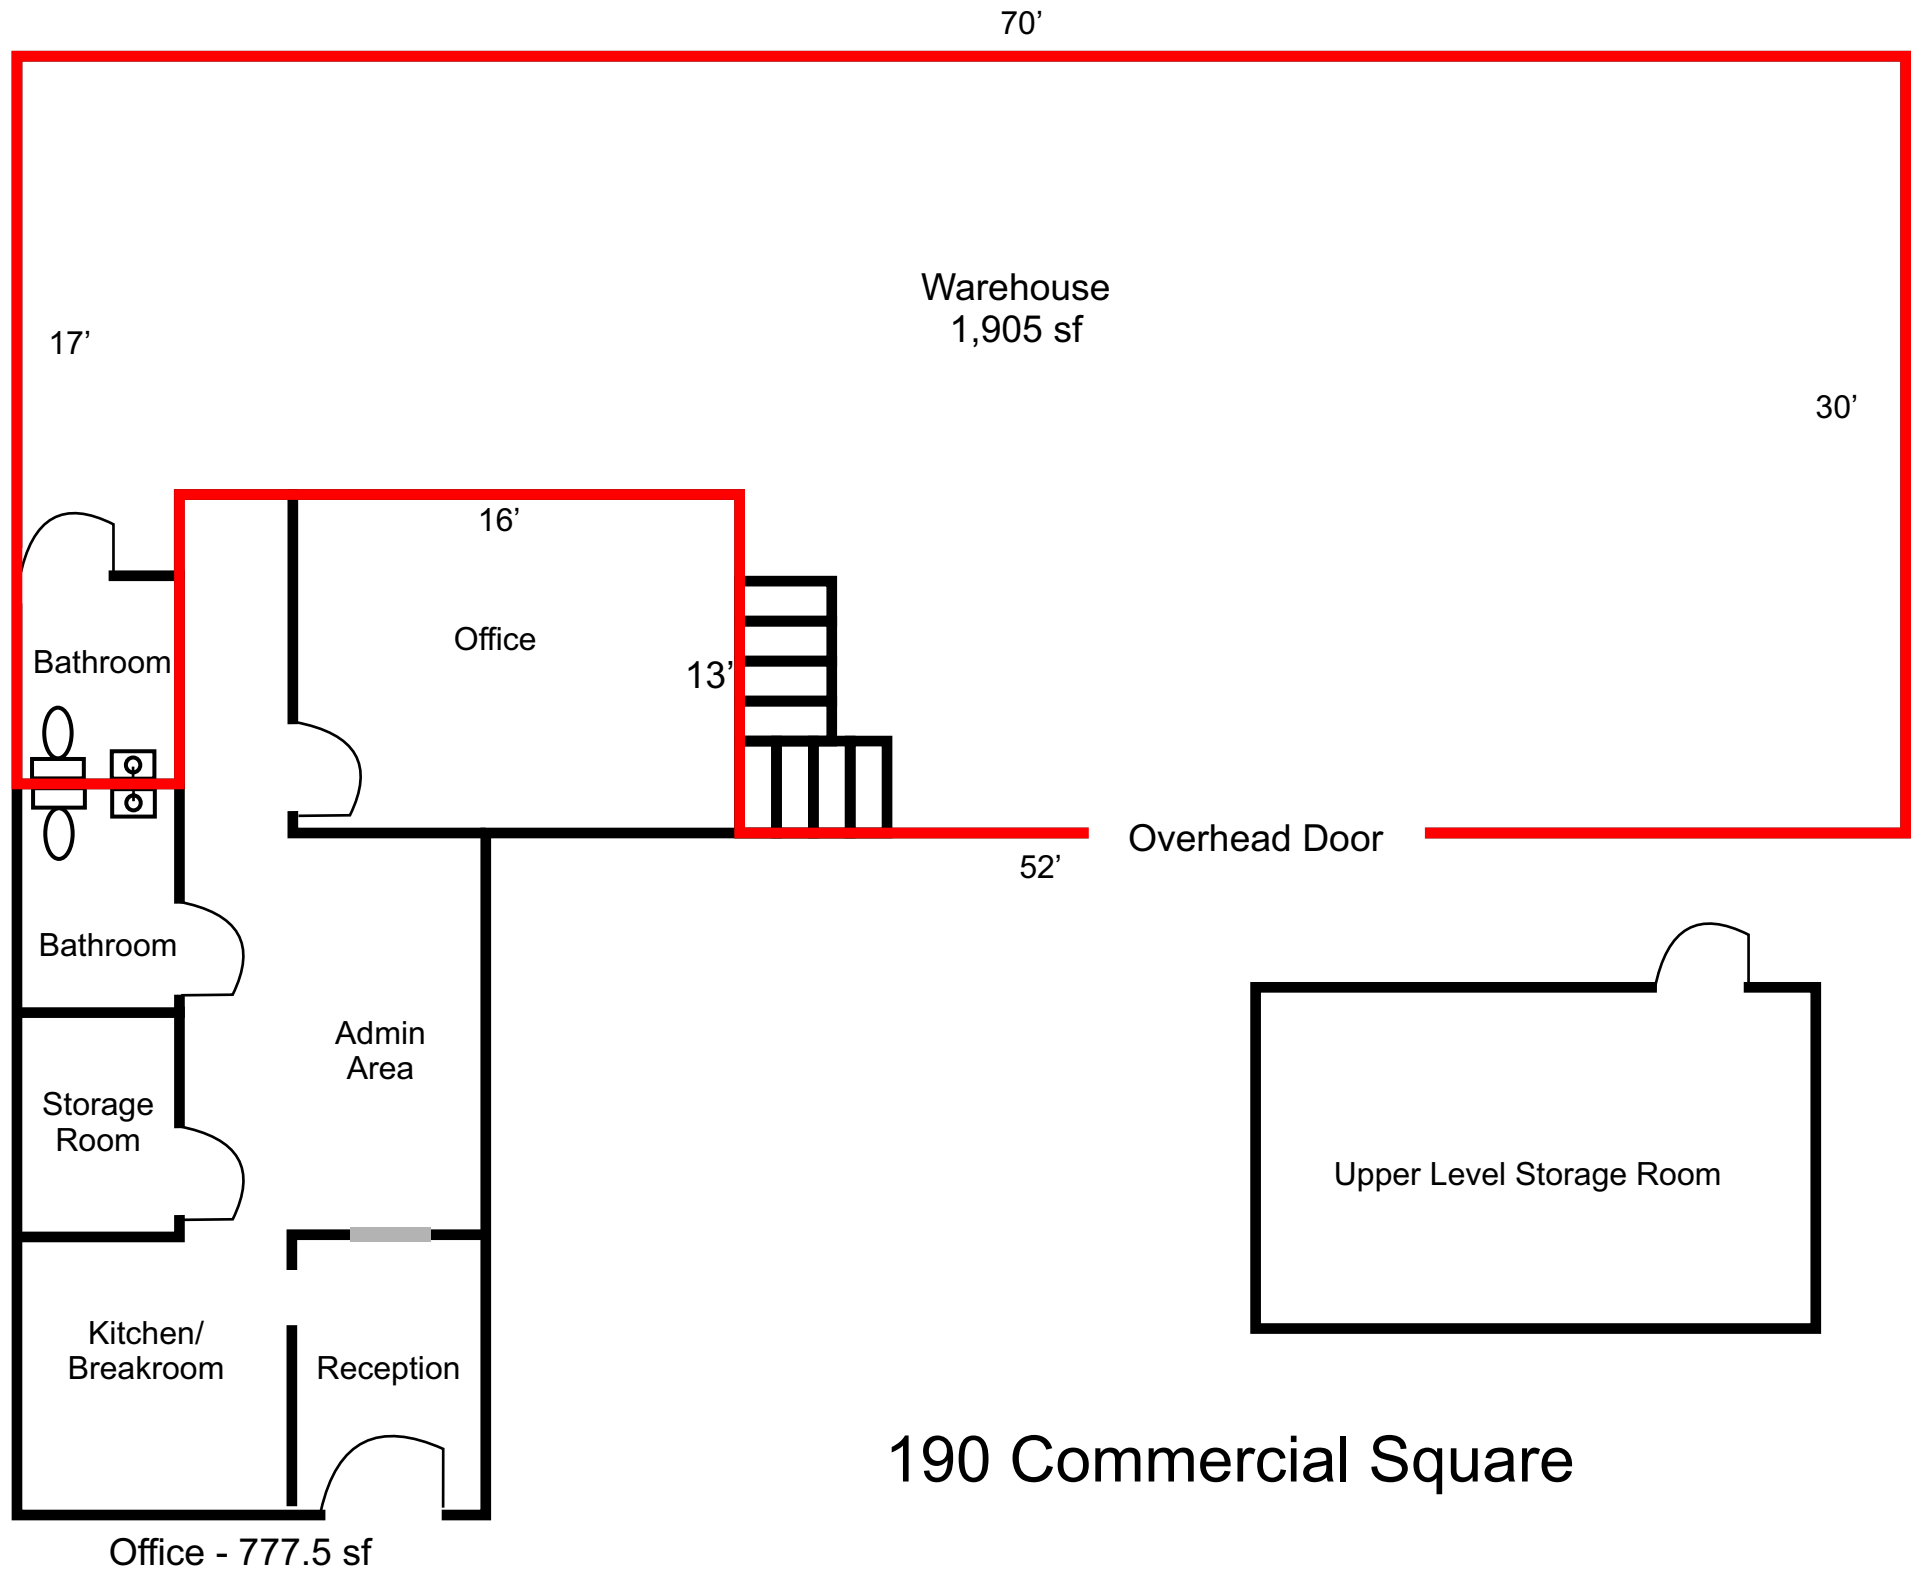 70’
Warehouse
1,905 sf
17’
30’
16’
Office
Bathroom
13’
Overhead Door
52’
Bathroom
Admin
Area
Storage
Room
Upper Level Storage Room
Kitchen/
Breakroom
Reception
190 Commercial Square
Office - 777.5 sf